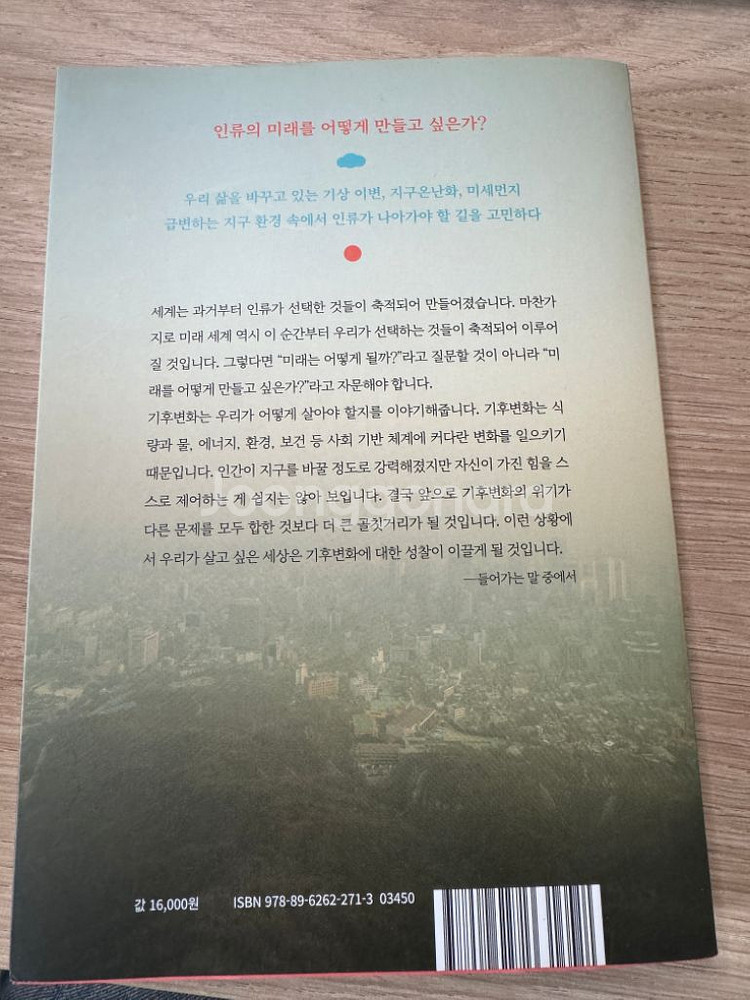 인류의 미래를 어떻게 만들고 싶은가?
우리 삶을 바꾸고 있는 기상 이변, 지구온난화, 미세먼지
급변하는 지구 환경 속에서 인류가 나아가야 할 길을 고민하다
세계는 과거부터 인류가 선택한 것들이 축적되어 만들어졌습니다. 마찬가
지로 미래 세계 역시 이 순간부터 우리가 선택하는 것들이 축적되어 이루어
질 것입니다. 그렇다면 “미래는 어떻게 될까?”라고 질문할 것이 아니라 “미
래를 어떻게 만들고 싶은가?”라고 자문해야 합니다.
기후변화는 우리가 어떻게 살아야 할지를 이야기해줍니다. 기후변화는 식
량과 물, 에너지, 환경, 보건 등 사회 기반 체계에 커다란 변화를 일으키기
때문입니다. 인간이 지구를 바꿀 정도로 강력해졌지만 자신이 가진 힘을 스
스로 제어하는 게 쉽지는 않아 보입니다. 결국 앞으로 기후변화의 위기가
다른 문제를 모두 합한 것보다 더 큰 골칫거리가 될 것입니다. 이런 상황에
서 우리가 살고 싶은 세상은 기후변화에 대한 성찰이 이끌게 될 것입니다.
—들어가는 말 중에서
Joonggonara
값 16,000원 ISBN 978-89-6262-271-3 03450